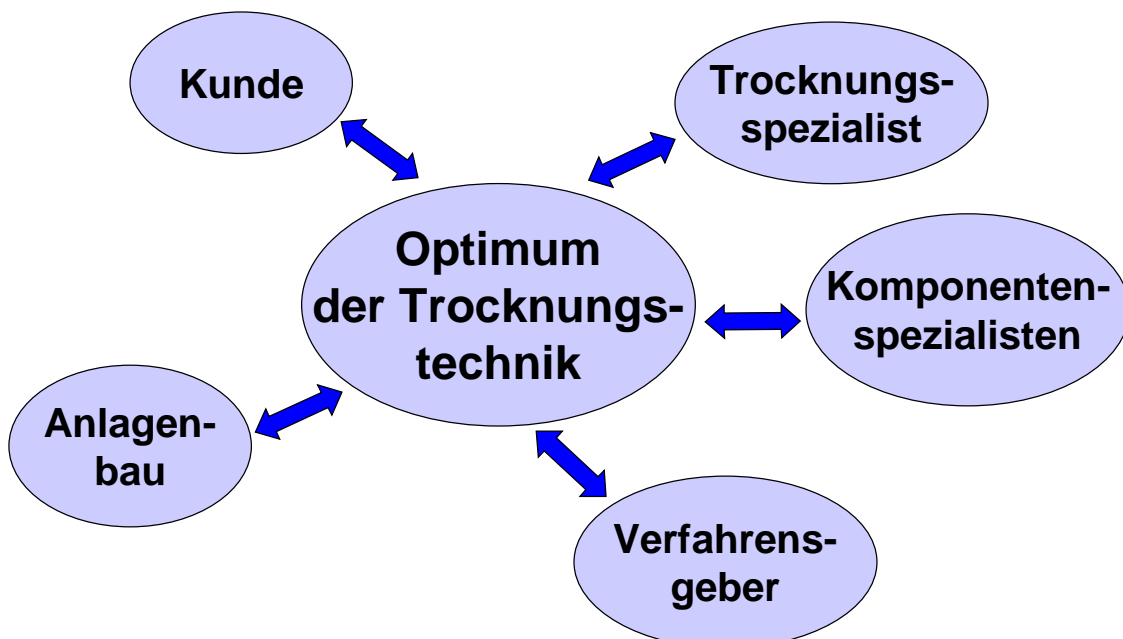 Kunde
Trocknungs-
spezialist
Optimum
der Trocknungs-
technik
Komponenten-
spezialisten
Anlagen-
bau
Verfahrens-
geber